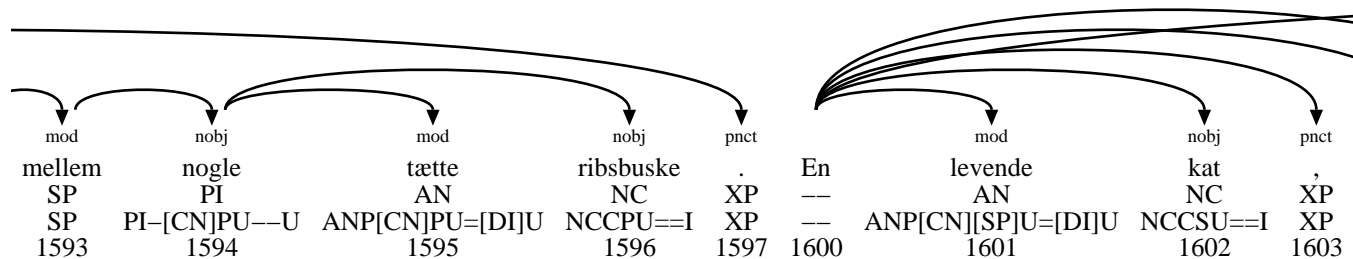 mod nobj mod nobj pnct mod nobj pnct
mellem nogle tætte ribsbuske . En levende kat ,
SP PI AN NC XP −− AN NC XP
SP PI−[CN]PU−−U ANP[CN]PU=[DI]U NCCPU==I XP −− ANP[CN][SP]U=[DI]U NCCSU==I XP
1593 1594 1595 1596 1597 1600 1601 1602 1603